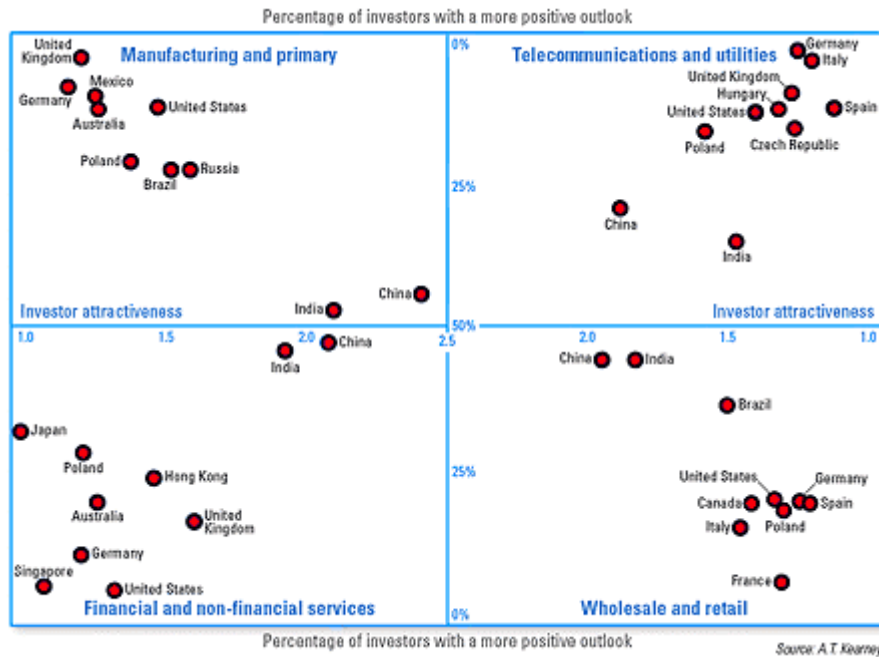 Percentage of investors with a more positive outlook
Manufacturing and primary
United
Kingdom
Germany
Mexico
Australia
United States
Poland
Brazil
Russia
China
India
Investor attractiveness
Telecommunications and utilities
0%
Germany
Italy
United Kingdom
Hungary
United States
Spain
Poland
Czech Republic
25%
China
India
Investor attractiveness
50%
1.0
1.5
2.0
2.5
2.0
1.5
1.0
China
India
Japan
Poland
Hong Kong
Australia
United
Kingdom
Germany
Singapore
United States
Financial and non-financial services
China
India
Brazil
25%
United States
Germany
Canada
Spain
Italy
Poland
France
0%
Wholesale and retail
Percentage of investors with a more positive outlook
Source: A.T. Kearney